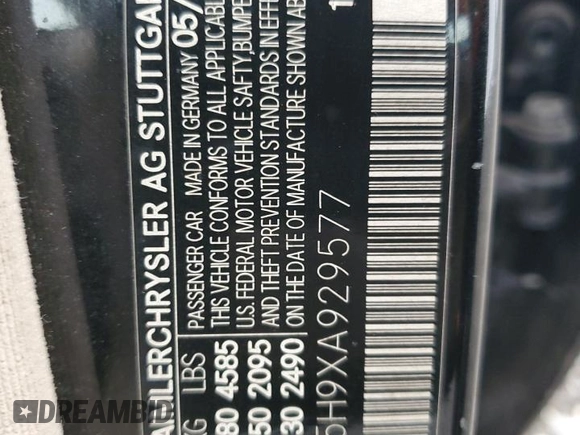 AG STUTTGA
05/
PASSENGER CAR MADE IN GERMANY
THIS VEHICLE CONFORMS TO ALL APPLICABL
U.S. FEDERAL MOTOR VEHICLE SAFETY BUMPE
AND THEFT PREVENTION STANDARDS IN EFFE
ON THE DATE OF MANUFACTURE SHOWN AB
LBS
80 4585
50 2095
30 2490
5H9XA929577
DREAMBID